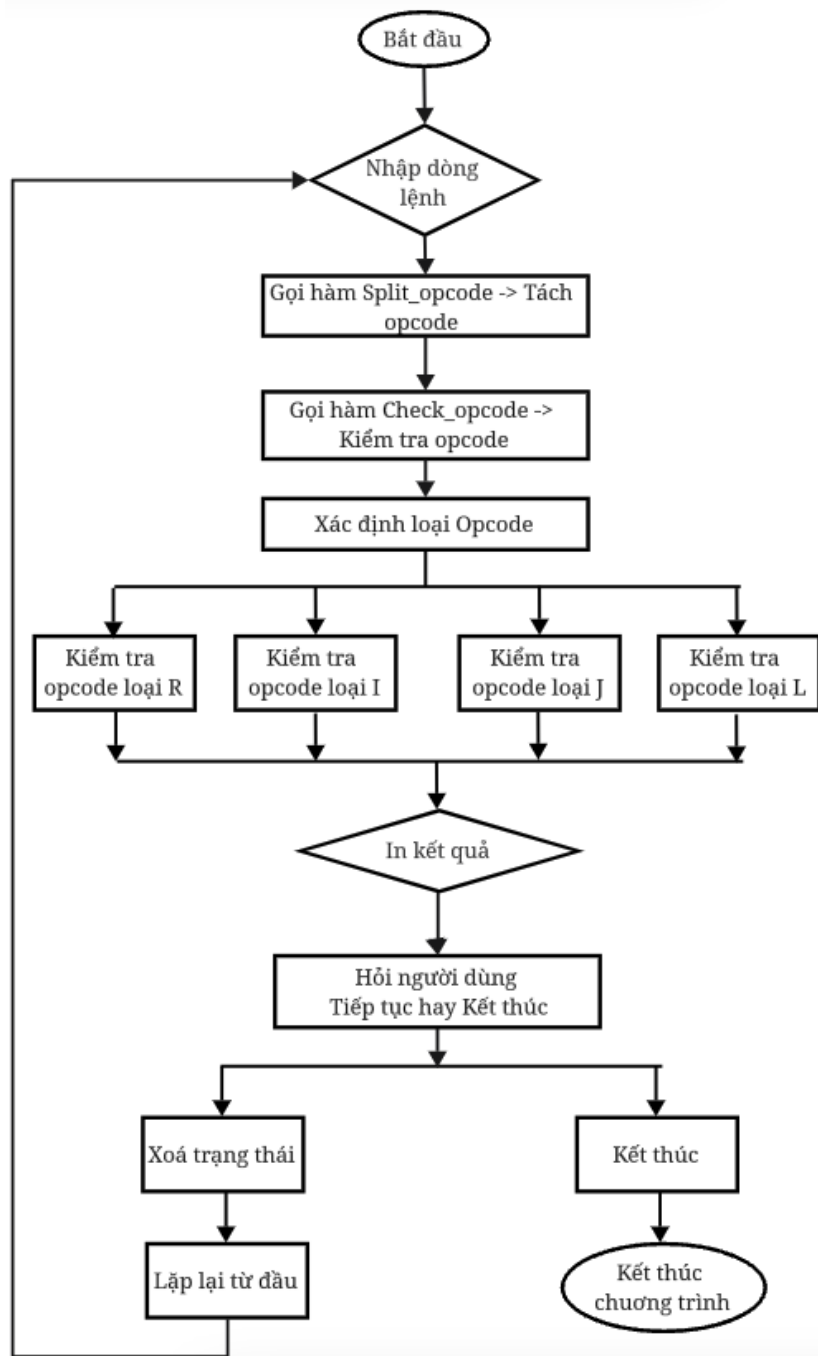 Bắt đầu
Nhập dòng
lệnh
Gọi hàm Split_opcode -> Tách
opcode
Gọi hàm Check_opcode ->
Kiểm tra opcode
Xác định loại Opcode
Kiểm tra
opcode loại R
Kiểm tra
opcode loại I
Kiểm tra
opcode loại J
Kiểm tra
opcode loại L
In kết quả
Hỏi người dùng
Tiếp tục hay Kết thúc
Xoá trạng thái
Kết thúc
Lặp lại từ đầu
Kết thúc
chuơng trình